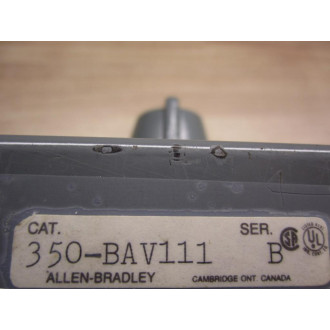 CAT. SER.
350-BAV111 B
ALLEN-BRADLEY CAMBRIDGE ONT. CANADA